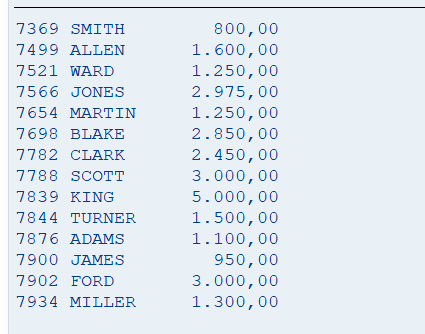 7369 SMITH 800,00
7499 ALLEN 1.600,00
7521 WARD 1.250,00
7566 JONES 2.975,00
7654 MARTIN 1.250,00
7698 BLAKE 2.850,00
7782 CLARK 2.450,00
7788 SCOTT 3.000,00
7839 KING 5.000,00
7844 TURNER 1.500,00
7876 ADAMS 1.100,00
7900 JAMES 950,00
7902 FORD 3.000,00
7934 MILLER 1.300,00